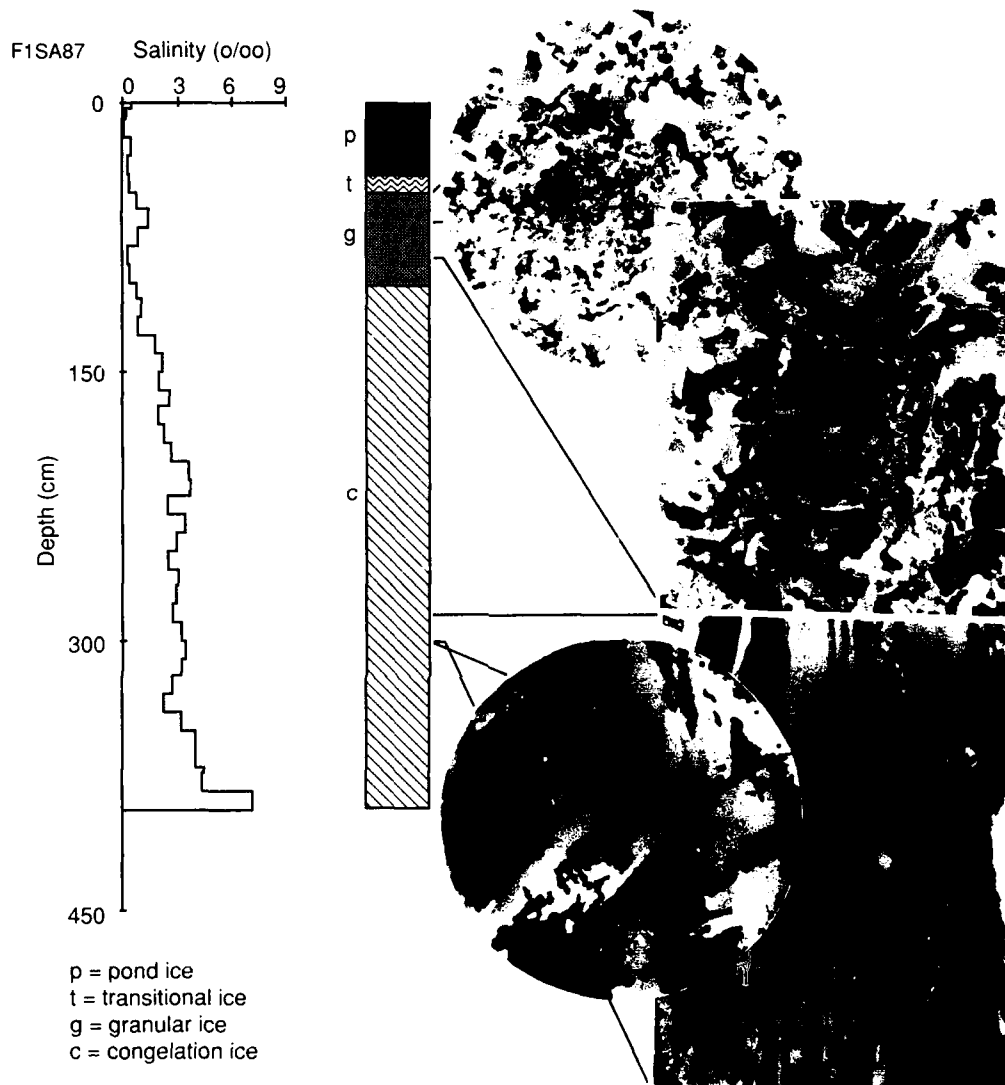 F1SA87
Salinity (o/oo)
0 3 6 9
0
150
300
450
Depth (cm)
p
t
g
c
p = pond ice
t = transitional ice
g = granular ice
c = congelation ice